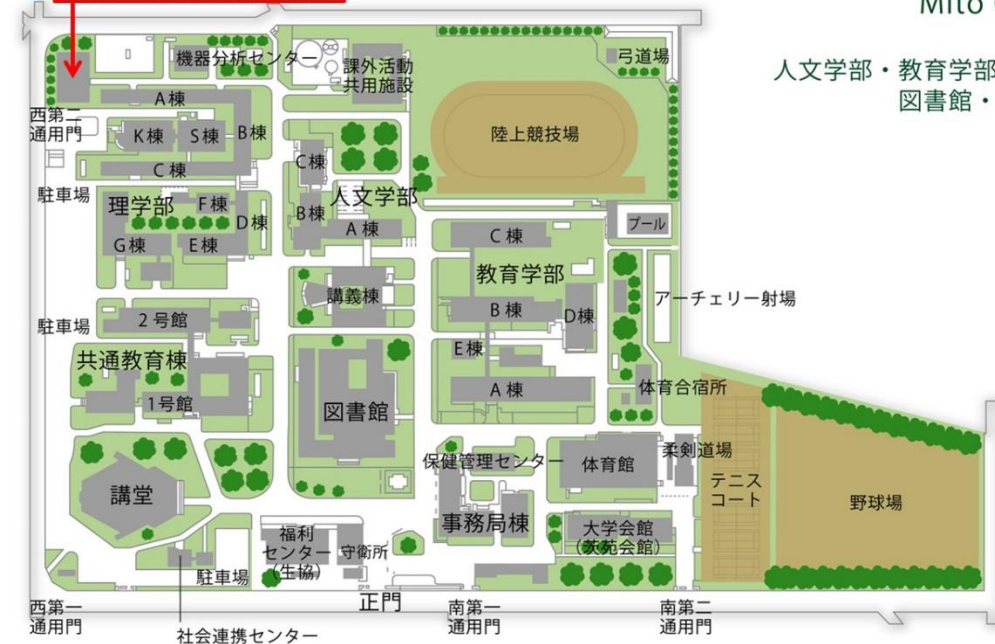 Mito
人文学部・教育学部
図書館・
機器分析センター
課外活動
共用施設
弓道場
A棟
西第二
通用門
K棟
S棟
B棟
C棟
陸上競技場
C棟
駐車場
理学部
F棟
D棟
人文学部
B棟
A棟
プール
G棟
E棟
C棟
教育学部
講義棟
アーチェリー射場
B棟
D棟
2号館
駐車場
E棟
共通教育棟
体育合宿所
A棟
1号館
図書館
柔剣道場
保健管理センター
体育館
テニス
コート
講堂
野球場
事務局棟
大学会館
(茨苑会館)
福利
センター
(生協)
守衛所
駐車場
正門
西第一
通用門
南第一
通用門
南第二
通用門
社会連携センター